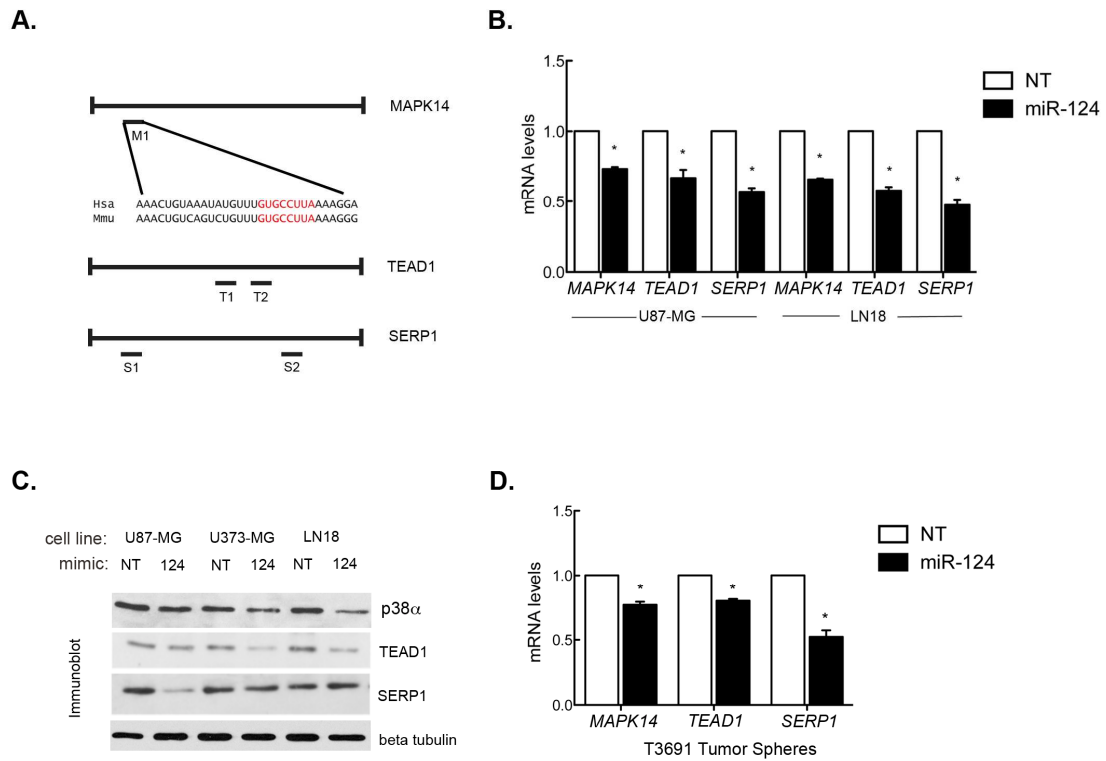 A.
MAPK14
M1
Hsa AAACUGUAAAUAUGUUUGUGCCUUAAAAGGA
Mmu AAACUGUCAGUCUGUUUGUGCCUUAAAAGGG
TEAD1
T1 T2
SERP1
S1 S2
B.
mRNA levels
1.5
1.0
0.5
0.0
* * * * * *
MAPK14 TEAD1 SERP1 MAPK14 TEAD1 SERP1
U87-MG LN18
NT
miR-124
C.
cell line: U87-MG U373-MG LN18
mimic: NT 124 NT 124 NT 124
Immunoblot
p38α
TEAD1
SERP1
beta tubulin
D.
mRNA levels
1.5
1.0
0.5
0.0
* * *
MAPK14 TEAD1 SERP1
T3691 Tumor Spheres
NT
miR-124